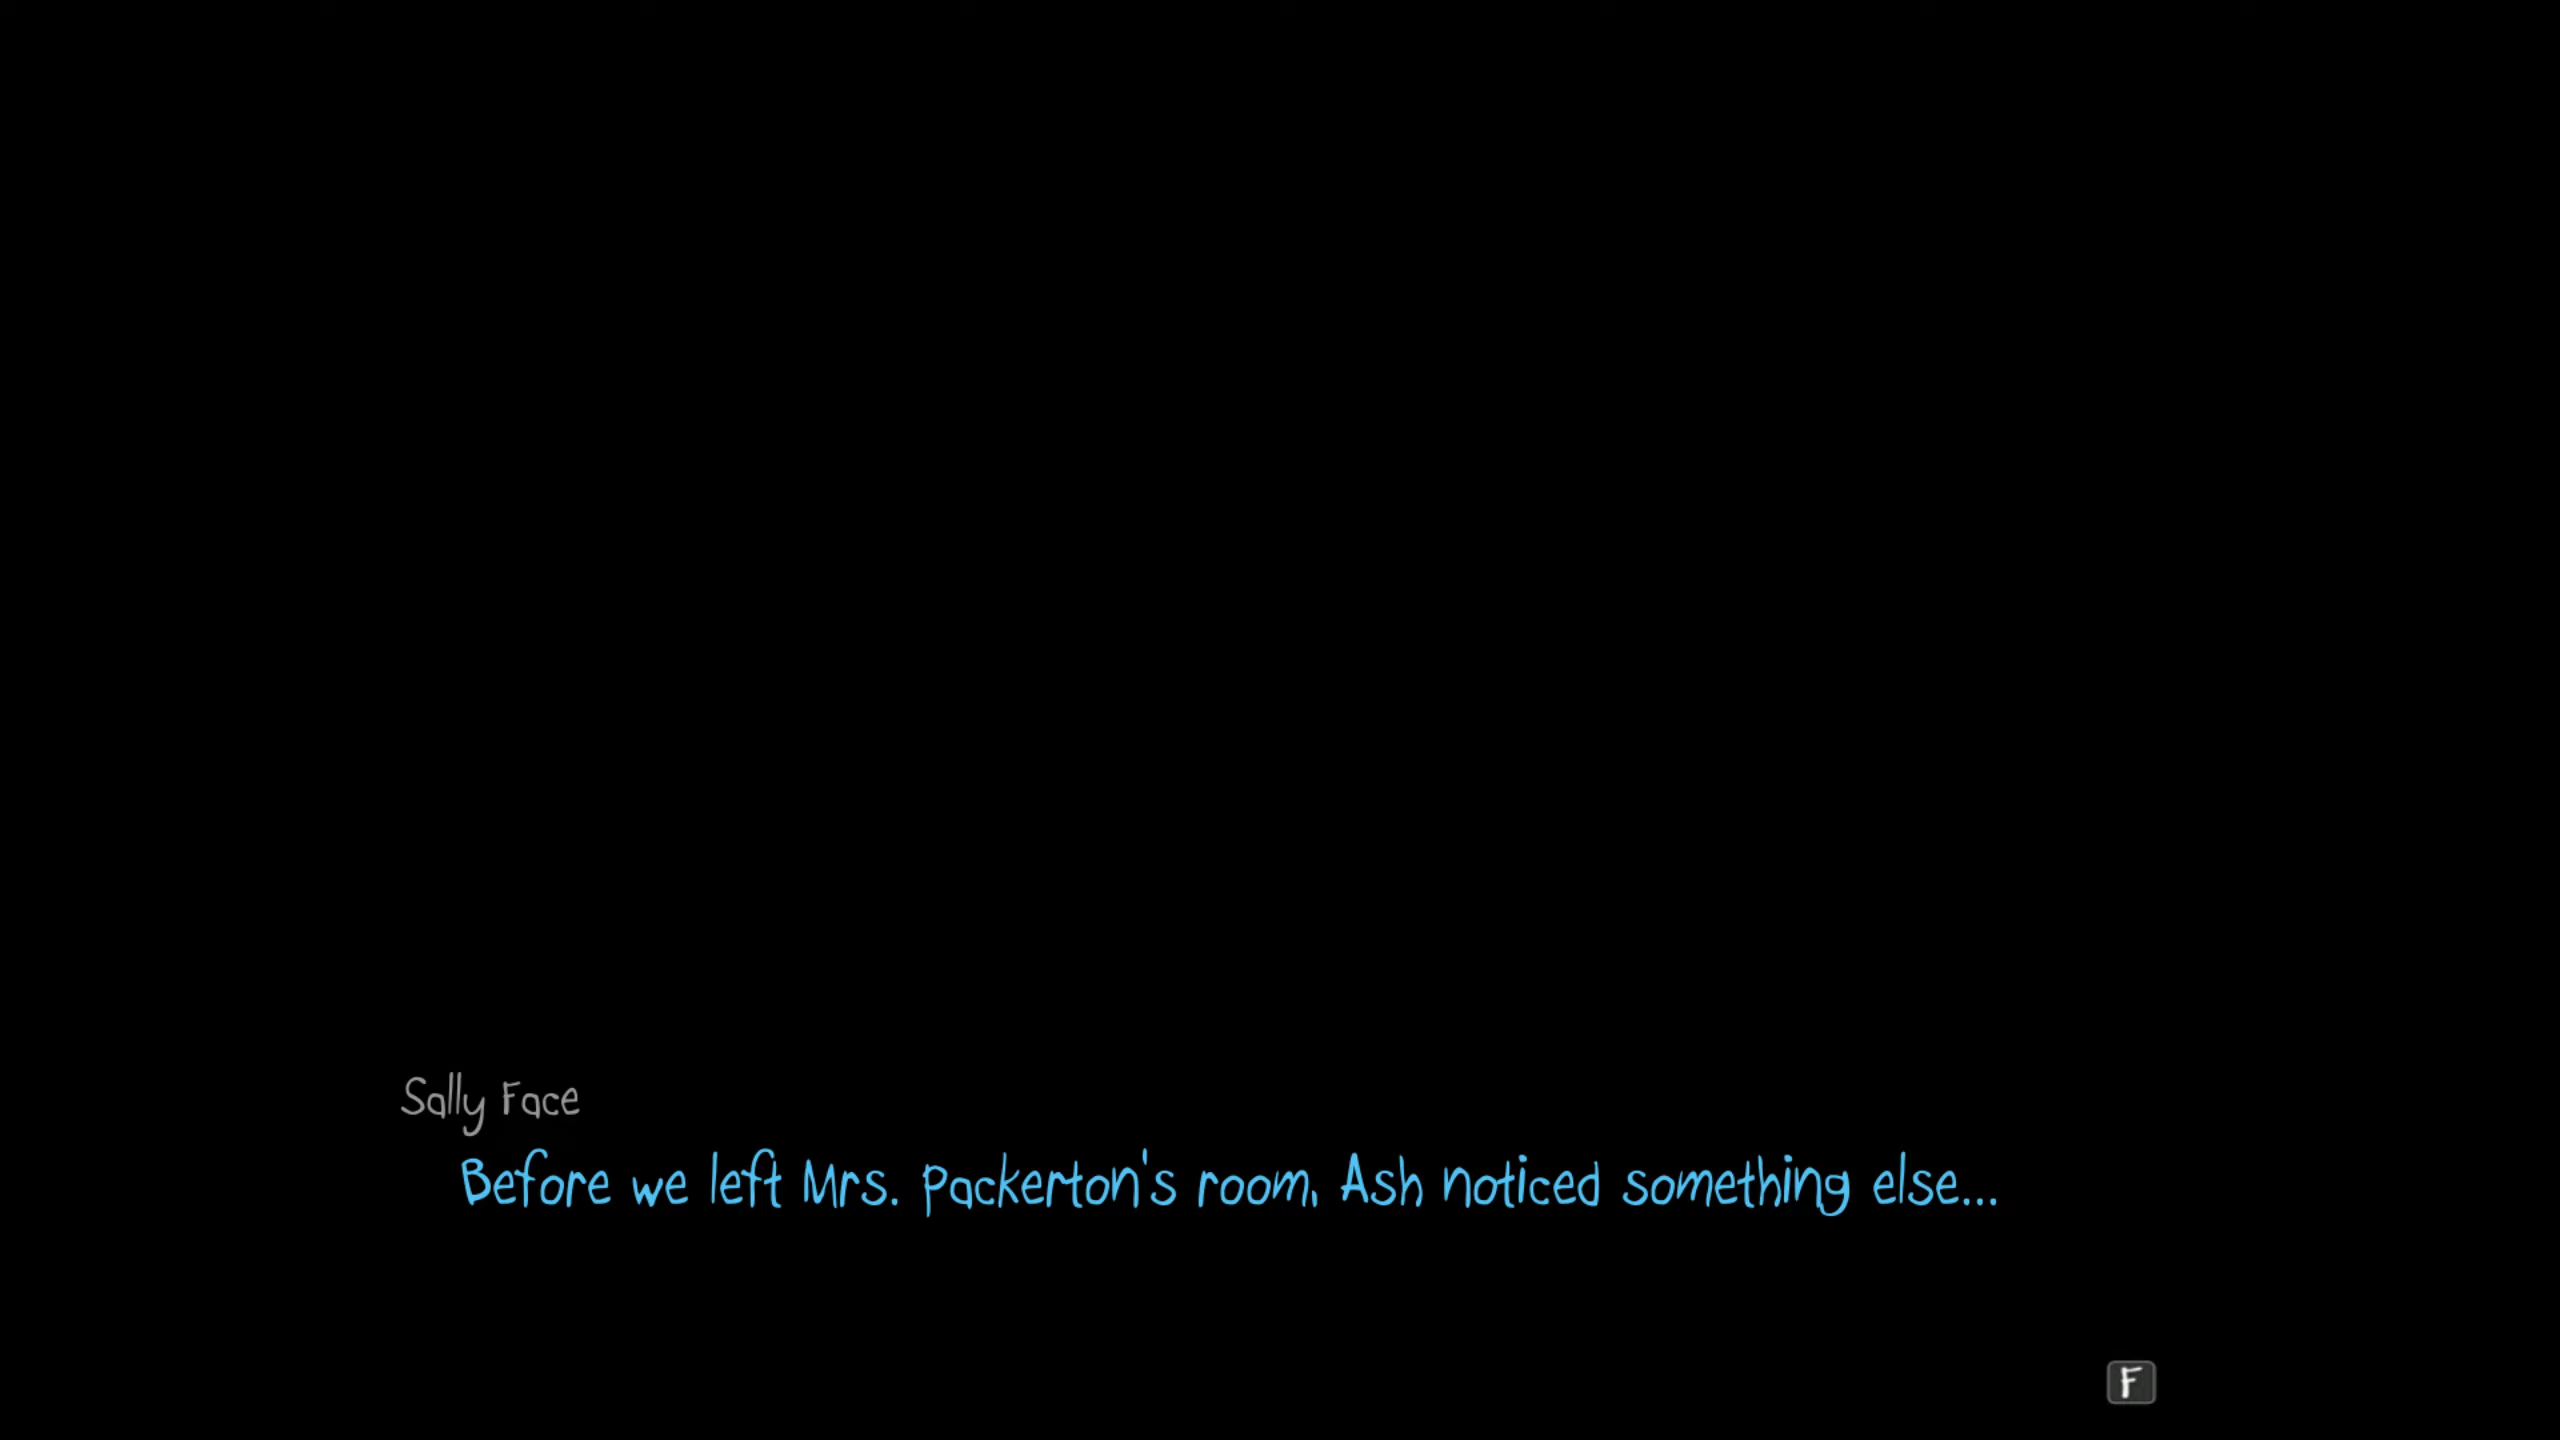 Sally Face
Before we left Mrs. Packerton's room, Ash noticed something else...
F